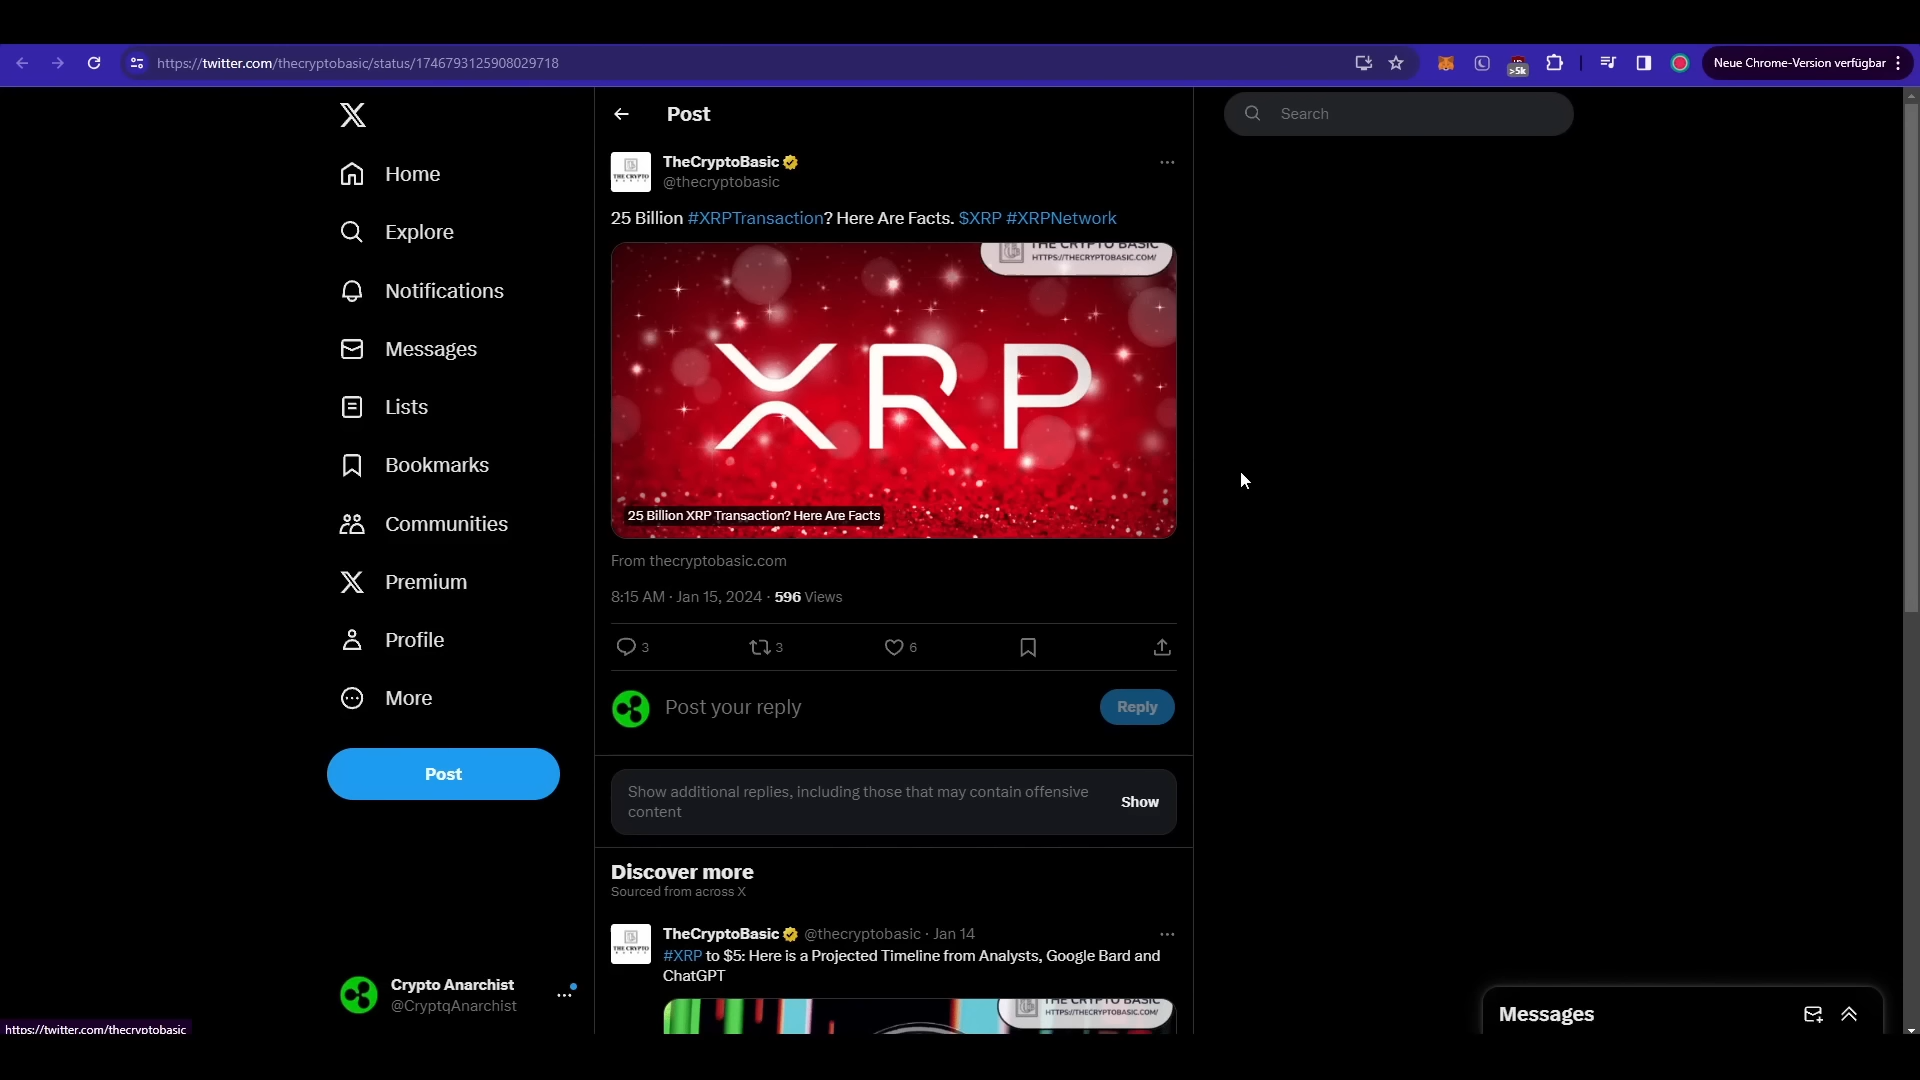 https://twitter.com/thecryptobasic/status/1746793125908029718
>5k
Neue Chrome-Version verfügbar
Post
Search
Home
Explore
Notifications
Messages
Lists
Bookmarks
Communities
Premium
Profile
More
Post
Crypto Anarchist
@CryptqAnarchist
https://twitter.com/thecryptobasic
TheCryptoBasic
@thecryptobasic
THE CRYPTO
25 Billion #XRPTransaction? Here Are Facts. $XRP #XRPNetwork
THE CRYPTO BASIC
HTTPS://THECRYPTOBASIC.COM/
XRP
25 Billion XRP Transaction? Here Are Facts
From thecryptobasic.com
8:15 AM · Jan 15, 2024 · 596 Views
3 3 6
Post your reply
Reply
Show additional replies, including those that may contain offensive
content
Show
Discover more
Sourced from across X
THE CRYPTO
TheCryptoBasic @thecryptobasic · Jan 14
#XRP to $5: Here is a Projected Timeline from Analysts, Google Bard and
ChatGPT
THE CRYPTO BASIC
HTTPS://THECRYPTOBASIC.COM/
Messages